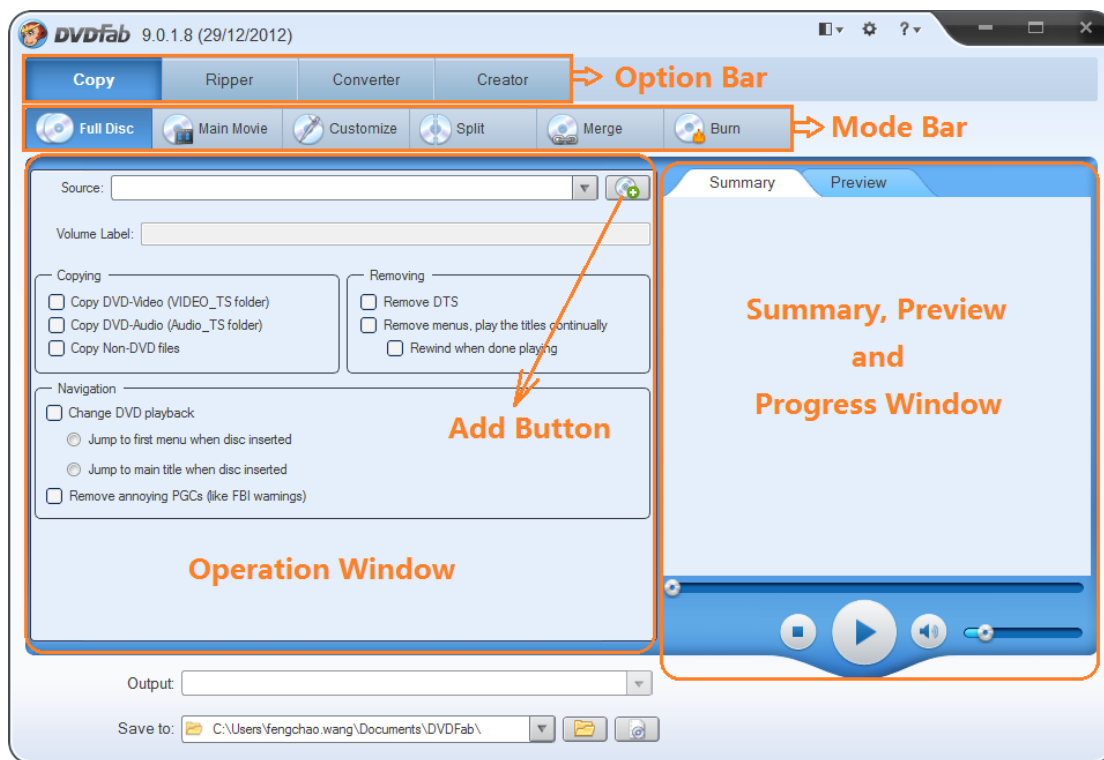 DVDFab 9.0.1.8 (29/12/2012)
?
Copy Ripper Converter Creator Option Bar
Full Disc Main Movie Customize Split Merge Burn Mode Bar
Source:
Summary Preview
Volume Label:
Copying
Removing
Copy DVD-Video (VIDEO_TS folder)
Remove DTS
Copy DVD-Audio (Audio_TS folder)
Remove menus, play the titles continually
Copy Non-DVD files
Rewind when done playing
Summary, Preview
and
Progress Window
Navigation
Change DVD playback
Add Button
Jump to first menu when disc inserted
Jump to main title when disc inserted
Remove annoying PGCs (like FBI warnings)
Operation Window
Output:
Save to: C:\Users\fengchao.wang\Documents\DVDFab\